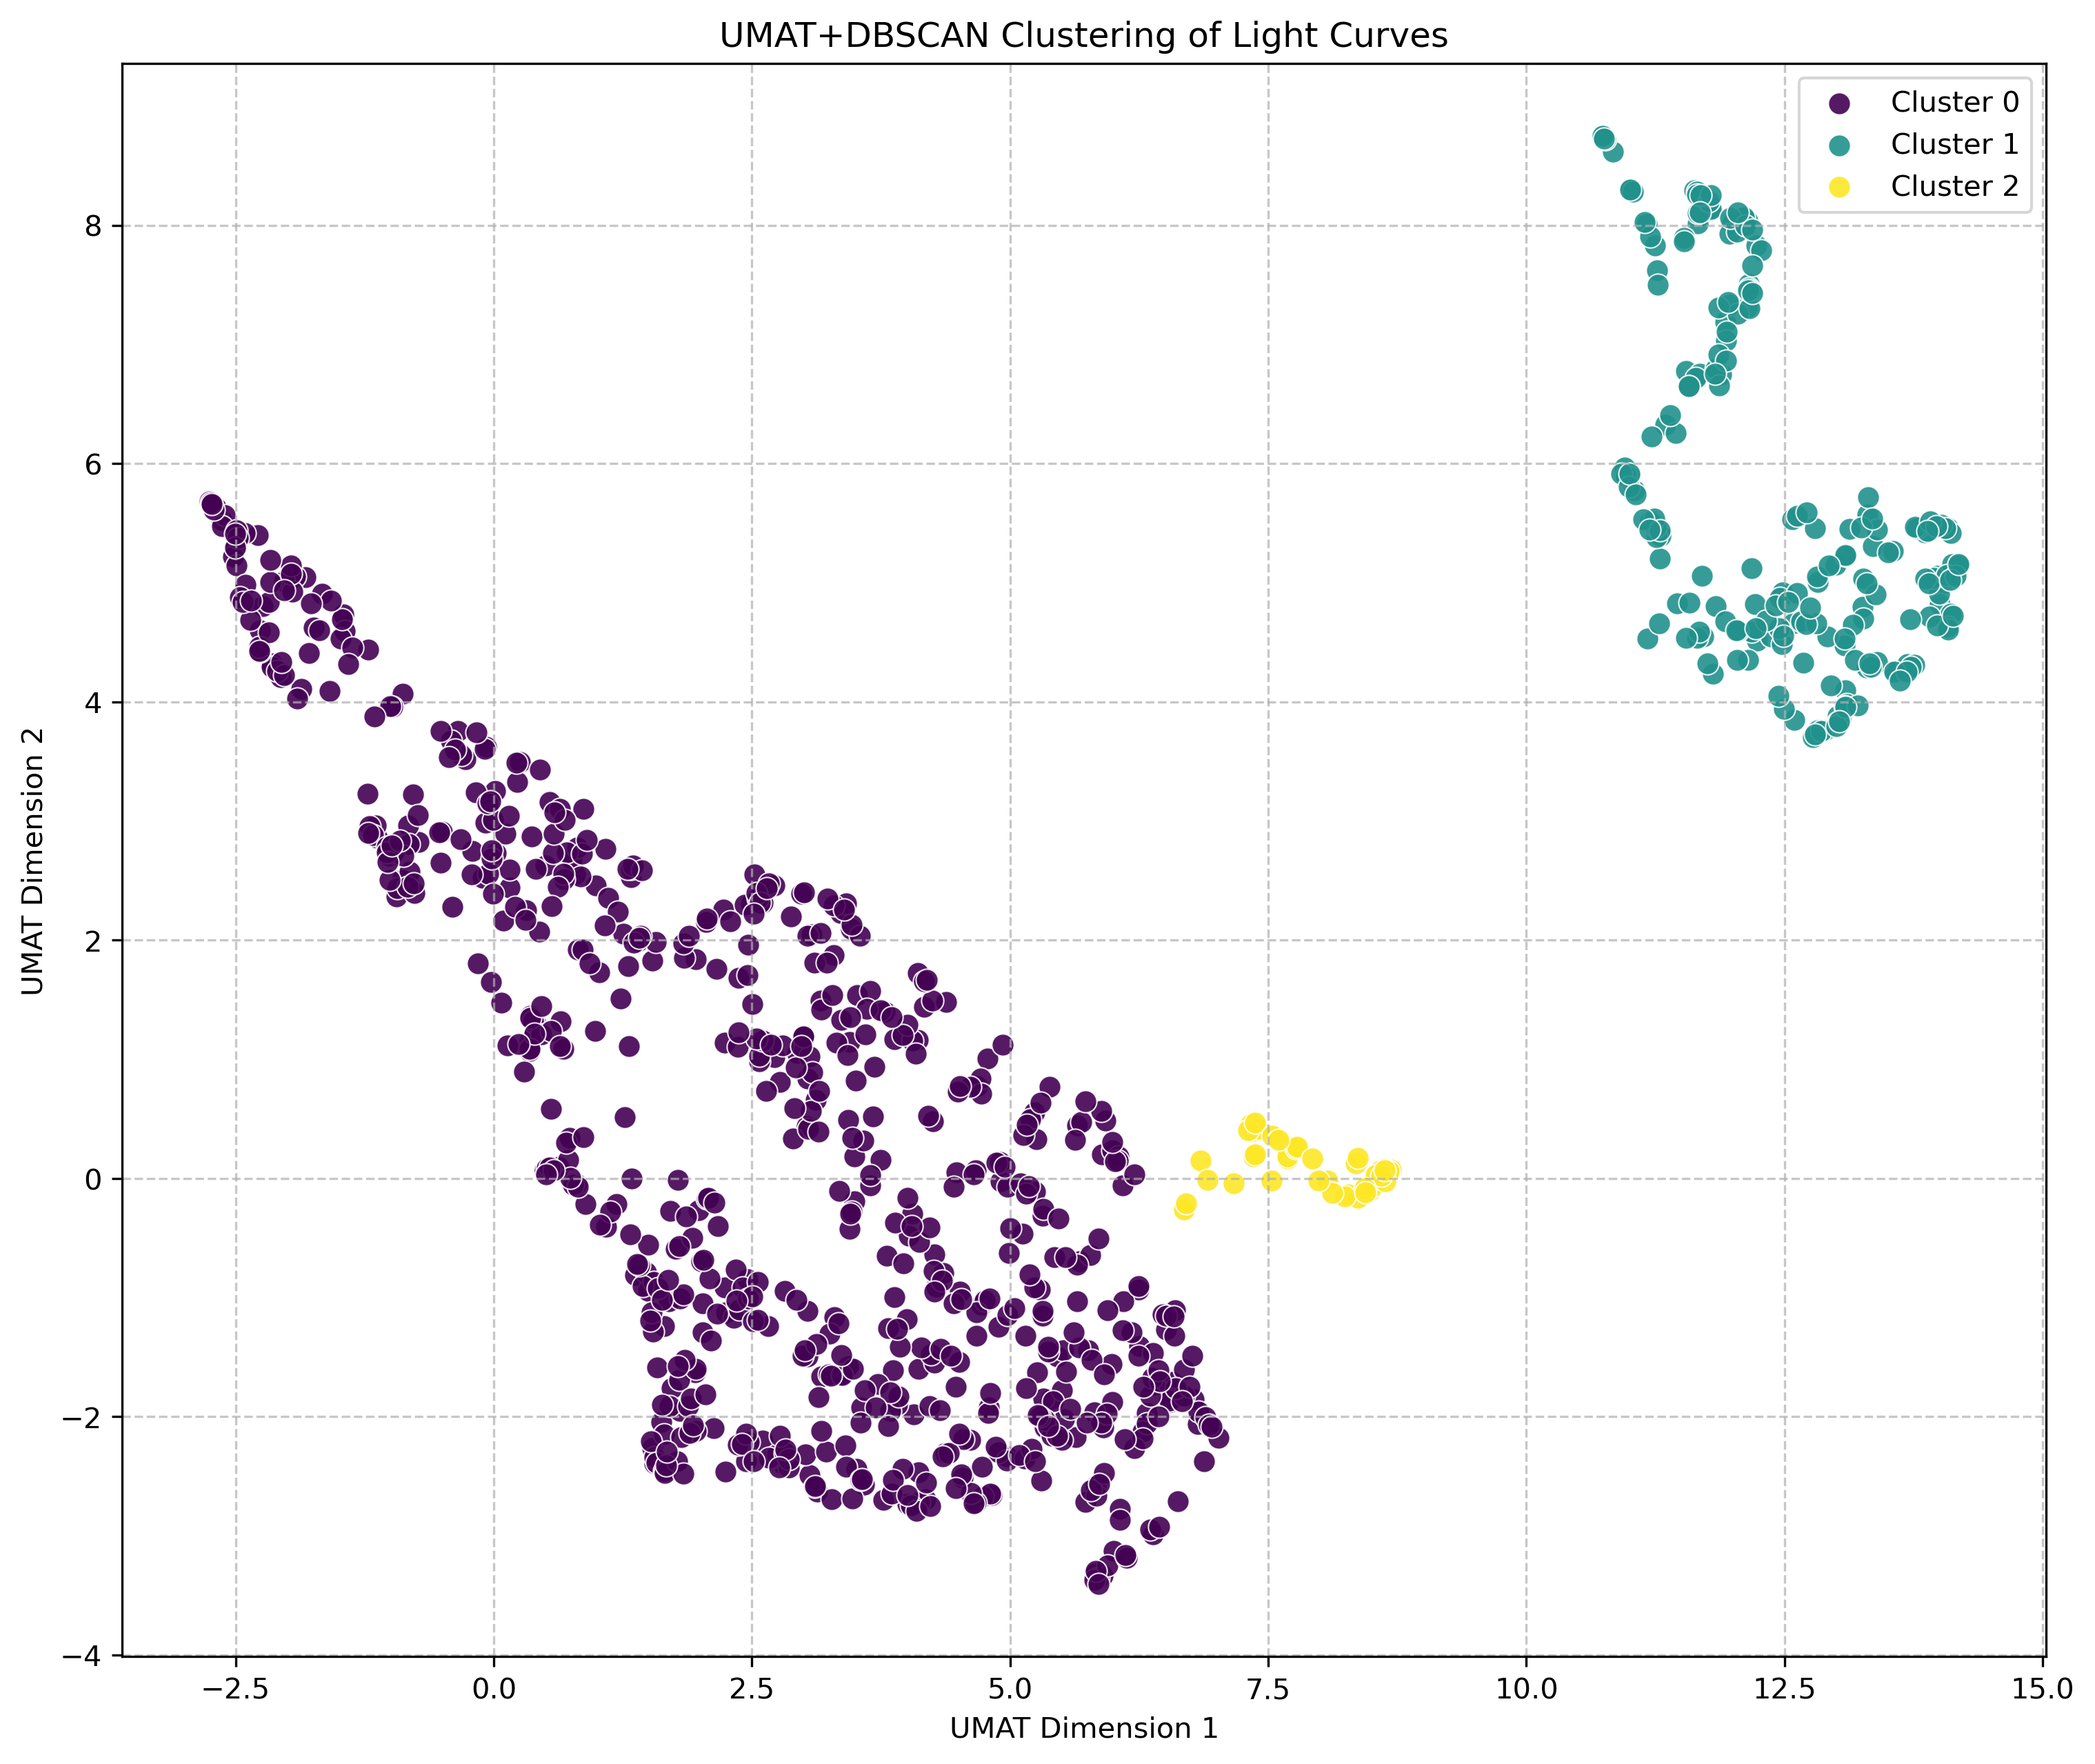 UMAT+DBSCAN Clustering of Light Curves
Cluster 0
Cluster 1
Cluster 2
8
6
4
2
0
−2
−4
UMAT Dimension 2
−2.5
0.0
2.5
5.0
7.5
10.0
12.5
15.0
UMAT Dimension 1